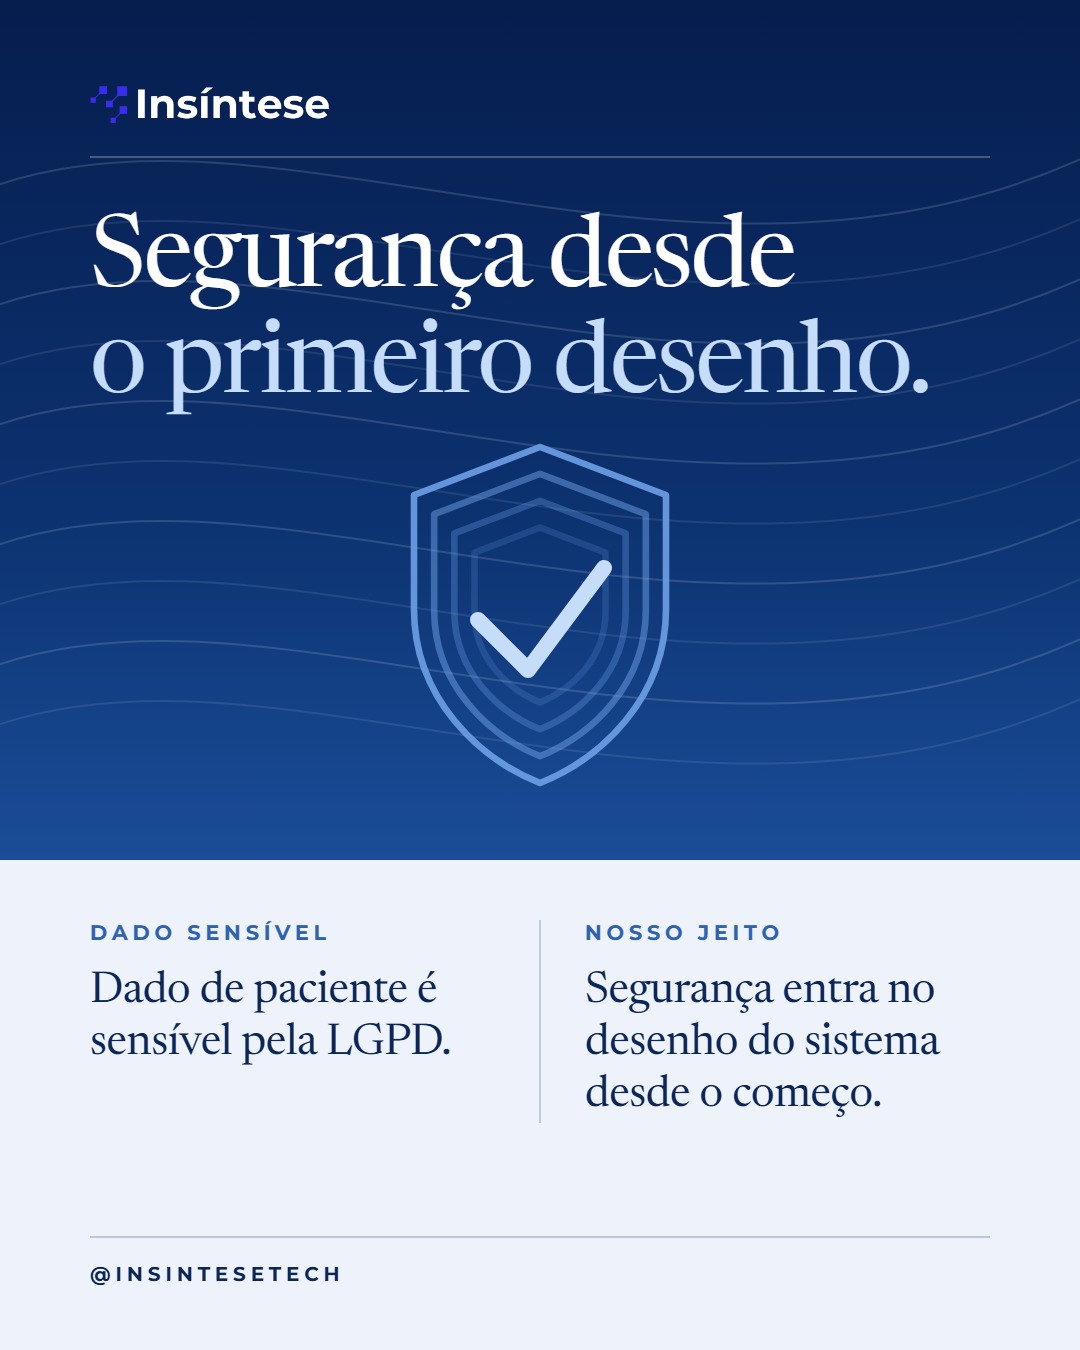 Insíntese
Segurança desde
o primeiro desenho.
DADO SENSÍVEL
Dado de paciente é
sensível pela LGPD.
NOSSO JEITO
Segurança entra no
desenho do sistema
desde o começo.
@INSINTESETECH